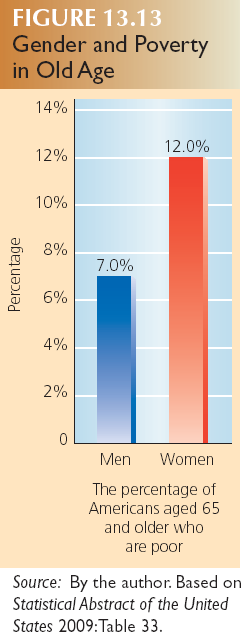 FIGURE 13.13
Gender and Poverty
in Old Age
14%
12%
10%
8%
6%
4%
2%
0
Percentage
7.0%
12.0%
Men Women
The percentage of
Americans aged 65
and older who
are poor
Source: By the author. Based on
Statistical Abstract of the United
States 2009:Table 33.